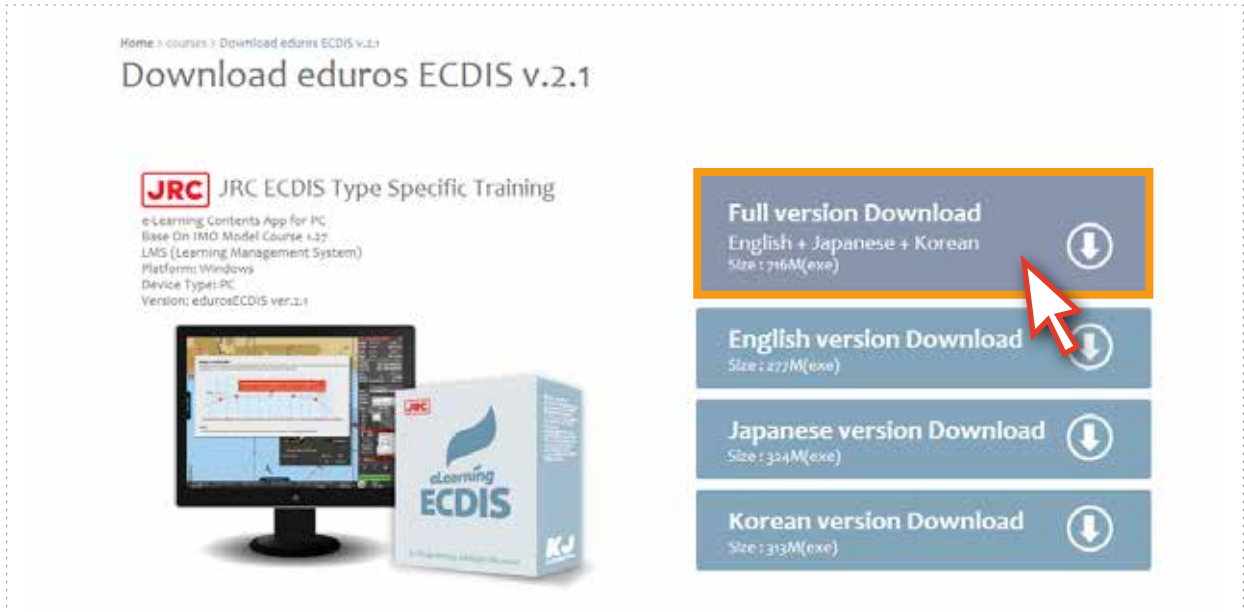 Home > courses > Download eduros ECDIS v.2.1
Download eduros ECDIS v.2.1
JRC JRC ECDIS Type Specific Training
e-Learning Contents App for PC
Base On IMO Model Course 1.27
LMS (Learning Management System)
Platform: Windows
Device Type: PC
Version: edurosECDIS ver.2.1
Full version Download
English + Japanese + Korean
Size : 716M(exe)
English version Download
Size : 277M(exe)
Japanese version Download
Size : 324M(exe)
Korean version Download
Size : 313M(exe)
JRC
eLearning
ECDIS
KJ